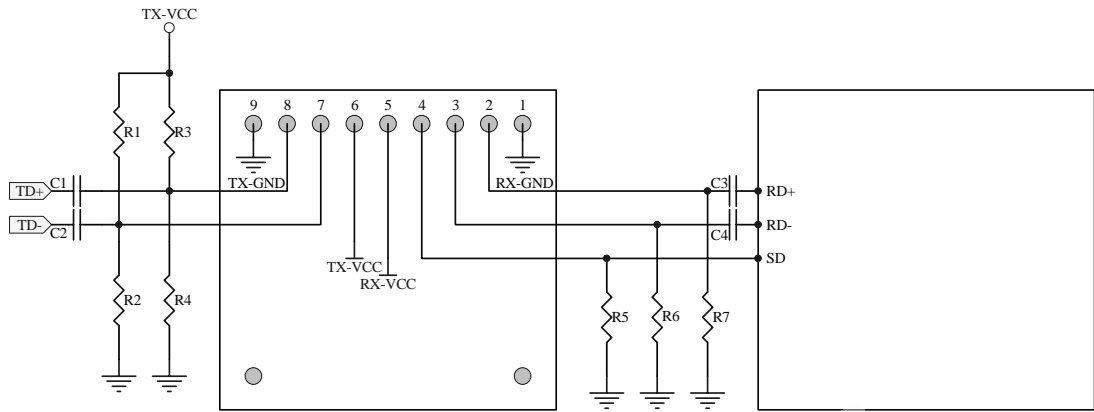 TX-VCC
9 8 7 6 5 4 3 2 1
R1 R3
TX-GND RX-GND
TD+ C1 C3 RD+
TD- C2 C4 RD-
TX-VCC SD
RX-VCC
R2 R4 R5 R6 R7